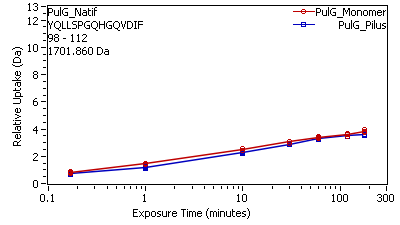 PulG_Natif
YQLLSPGQHGQVDIF
98 - 112
1701.860 Da
PulG_Monomer
PulG_Pilus
Relative Uptake (Da)
13
12
10
8
6
4
2
0
0.1 1 10 100 300
Exposure Time (minutes)